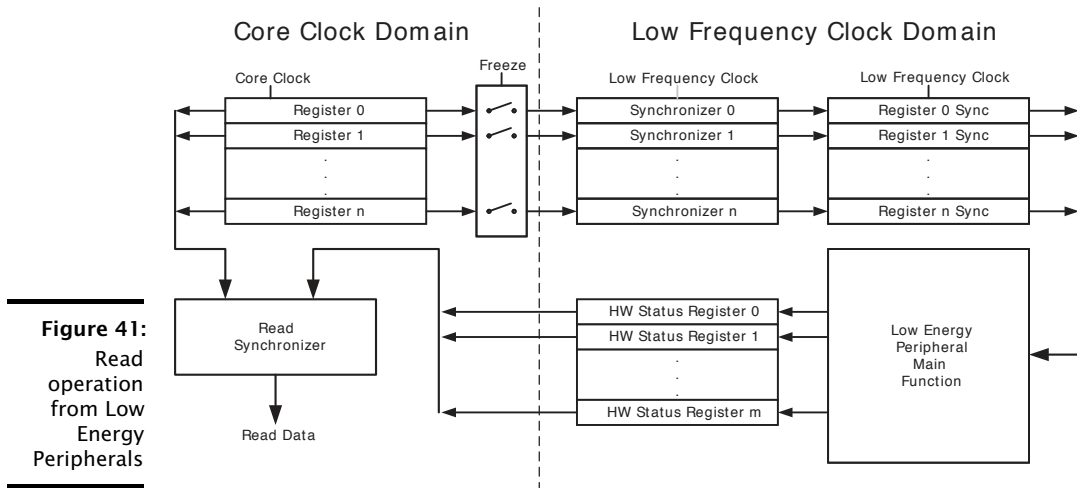 Core Clock Domain
Low Frequency Clock Domain
Freeze
Core Clock
Low Frequency Clock
Low Frequency Clock
Register 0
Synchronizer 0
Register 0 Sync
Register 1
Synchronizer 1
Register 1 Sync
.
.
.
.
.
.
.
.
.
Register n
Synchronizer n
Register n Sync
Read
Synchronizer
Read Data
HW Status Register 0
HW Status Register 1
.
.
.
HW Status Register m
Low Energy
Peripheral
Main
Function
Figure 41:
Read
operation
from Low
Energy
Peripherals